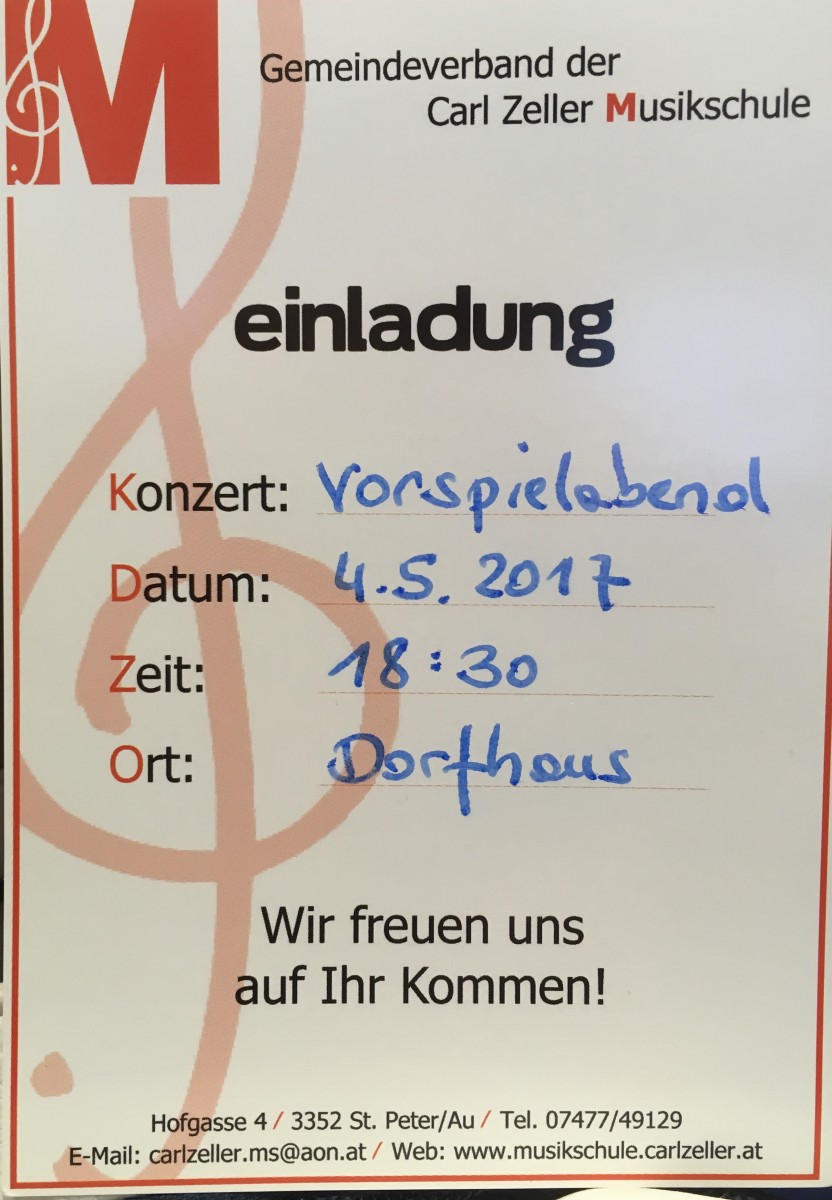 M
Gemeindeverband der
Carl Zeller Musikschule
einladung
Konzert: Vorspielabend
Datum: 4.5. 2017
Zeit: 18:30
Ort: Dorfhaus
Wir freuen uns
auf Ihr Kommen!
Hofgasse 4 / 3352 St. Peter/Au / Tel. 07477/49129
E-Mail: carlzeller.ms@aon.at / Web: www.musikschule.carlzeller.at